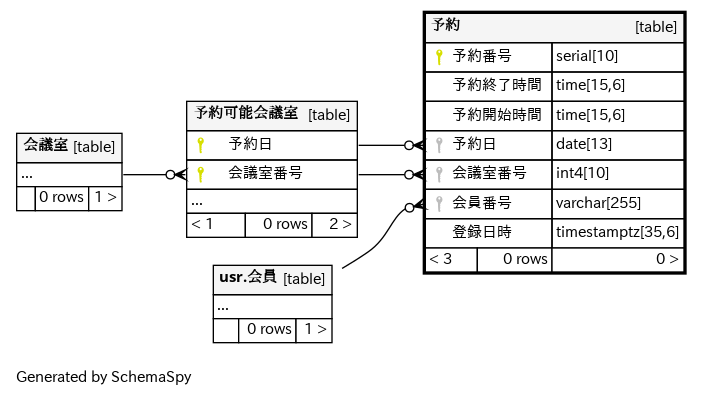 予約 [table]
予約番号 serial[10]
予約終了時間 time[15,6]
予約開始時間 time[15,6]
予約日 date[13]
会議室番号 int4[10]
会員番号 varchar[255]
登録日時 timestamptz[35,6]
< 3 0 rows 0 >
予約可能会議室 [table]
予約日
会議室番号
...
< 1 0 rows 2 >
会議室 [table]
...
0 rows 1 >
usr.会員 [table]
...
0 rows 1 >
Generated by SchemaSpy